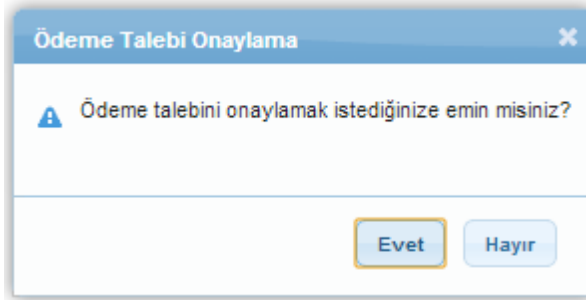 Ödeme Talebi Onaylama
Ödeme talebini onaylamak istediğinize emin misiniz?
Evet Hayır